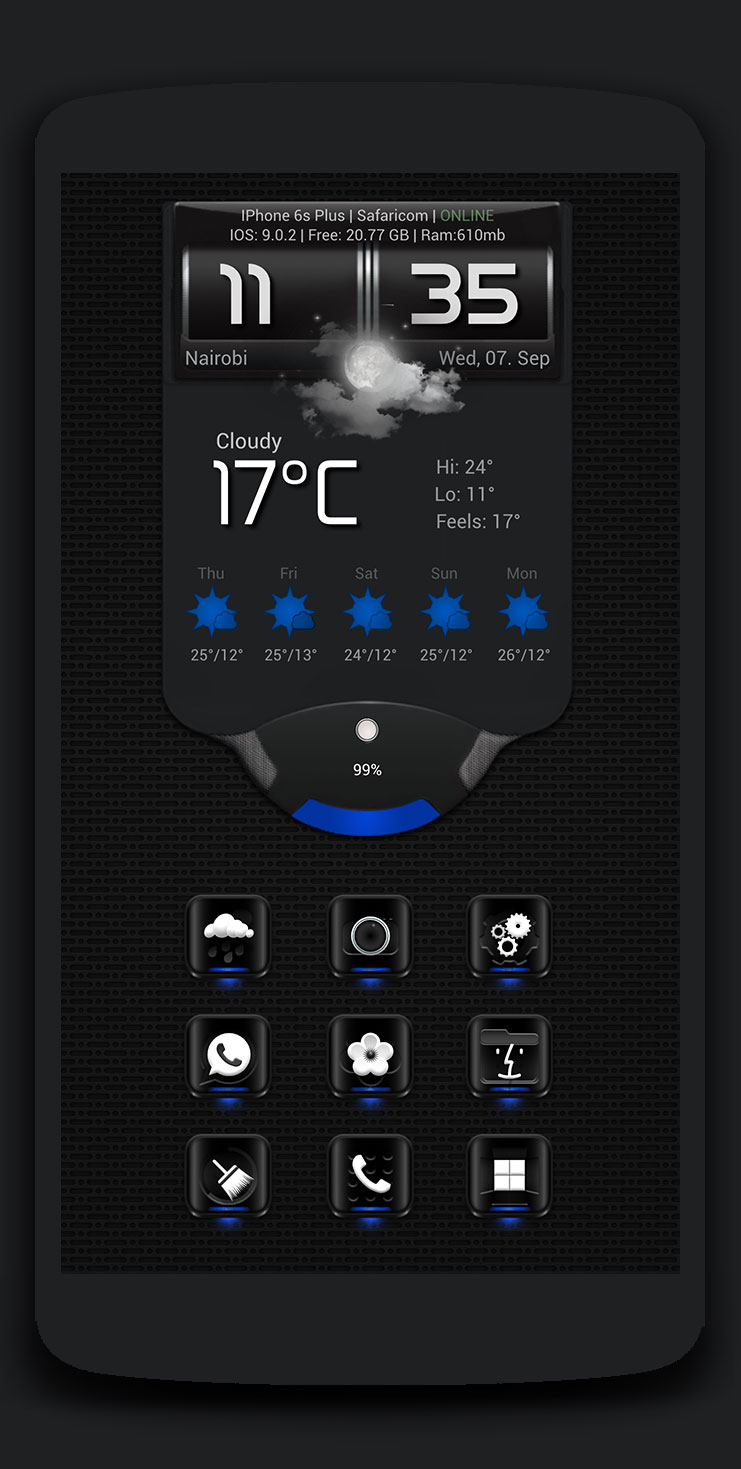 IPhone 6s Plus | Safaricom | ONLINE
IOS: 9.0.2 | Free: 20.77 GB | Ram:610mb
11 35
Nairobi Wed, 07. Sep
Cloudy
17°C
Hi: 24°
Lo: 11°
Feels: 17°
Thu Fri Sat Sun Mon
25°/12° 25°/13° 24°/12° 25°/12° 26°/12°
99%